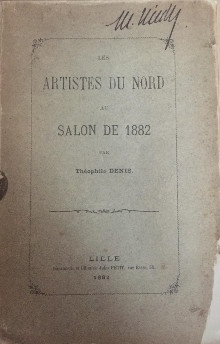 LES
ARTISTES DU NORD
AU
SALON DE 1882
PAR
Théophile DENIS
LILLE
1882